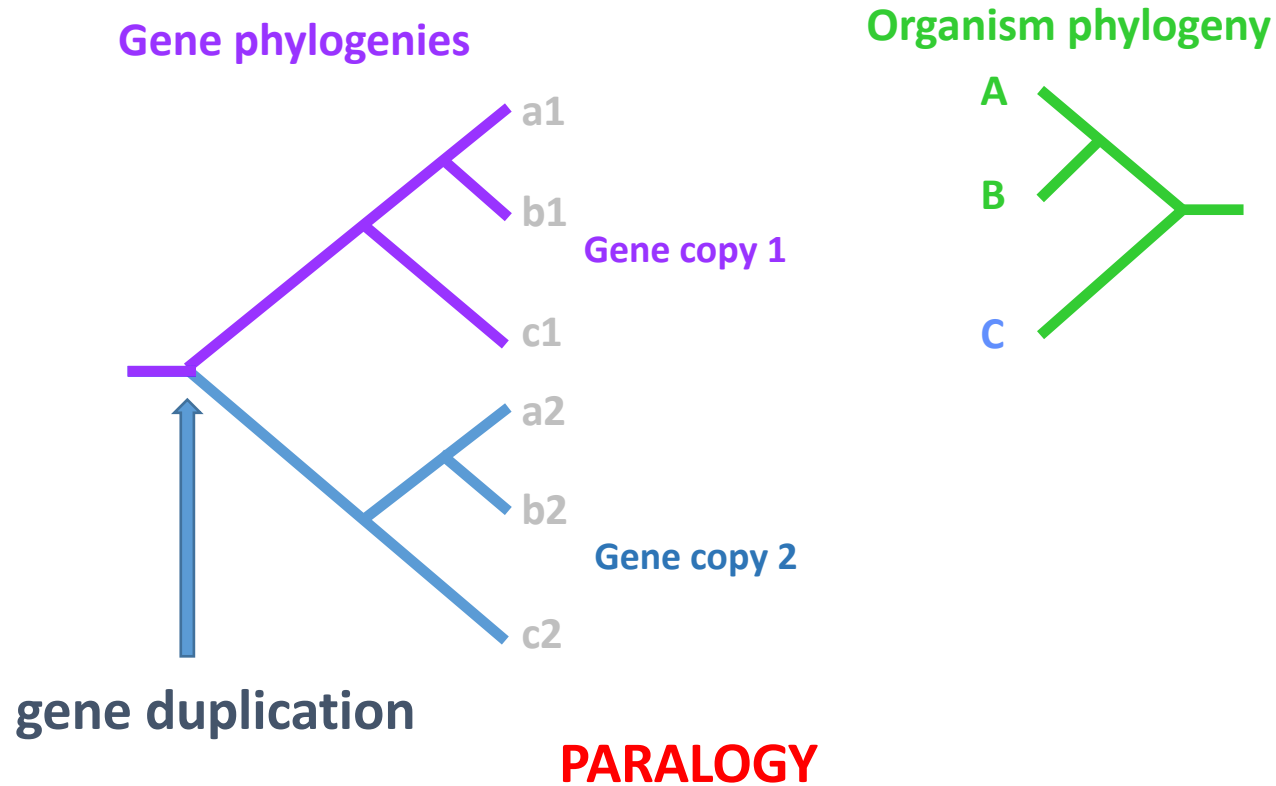 Gene phylogenies
Organism phylogeny
a1
b1
Gene copy 1
c1
a2
b2
Gene copy 2
c2
gene duplication
A
B
C
PARALOGY